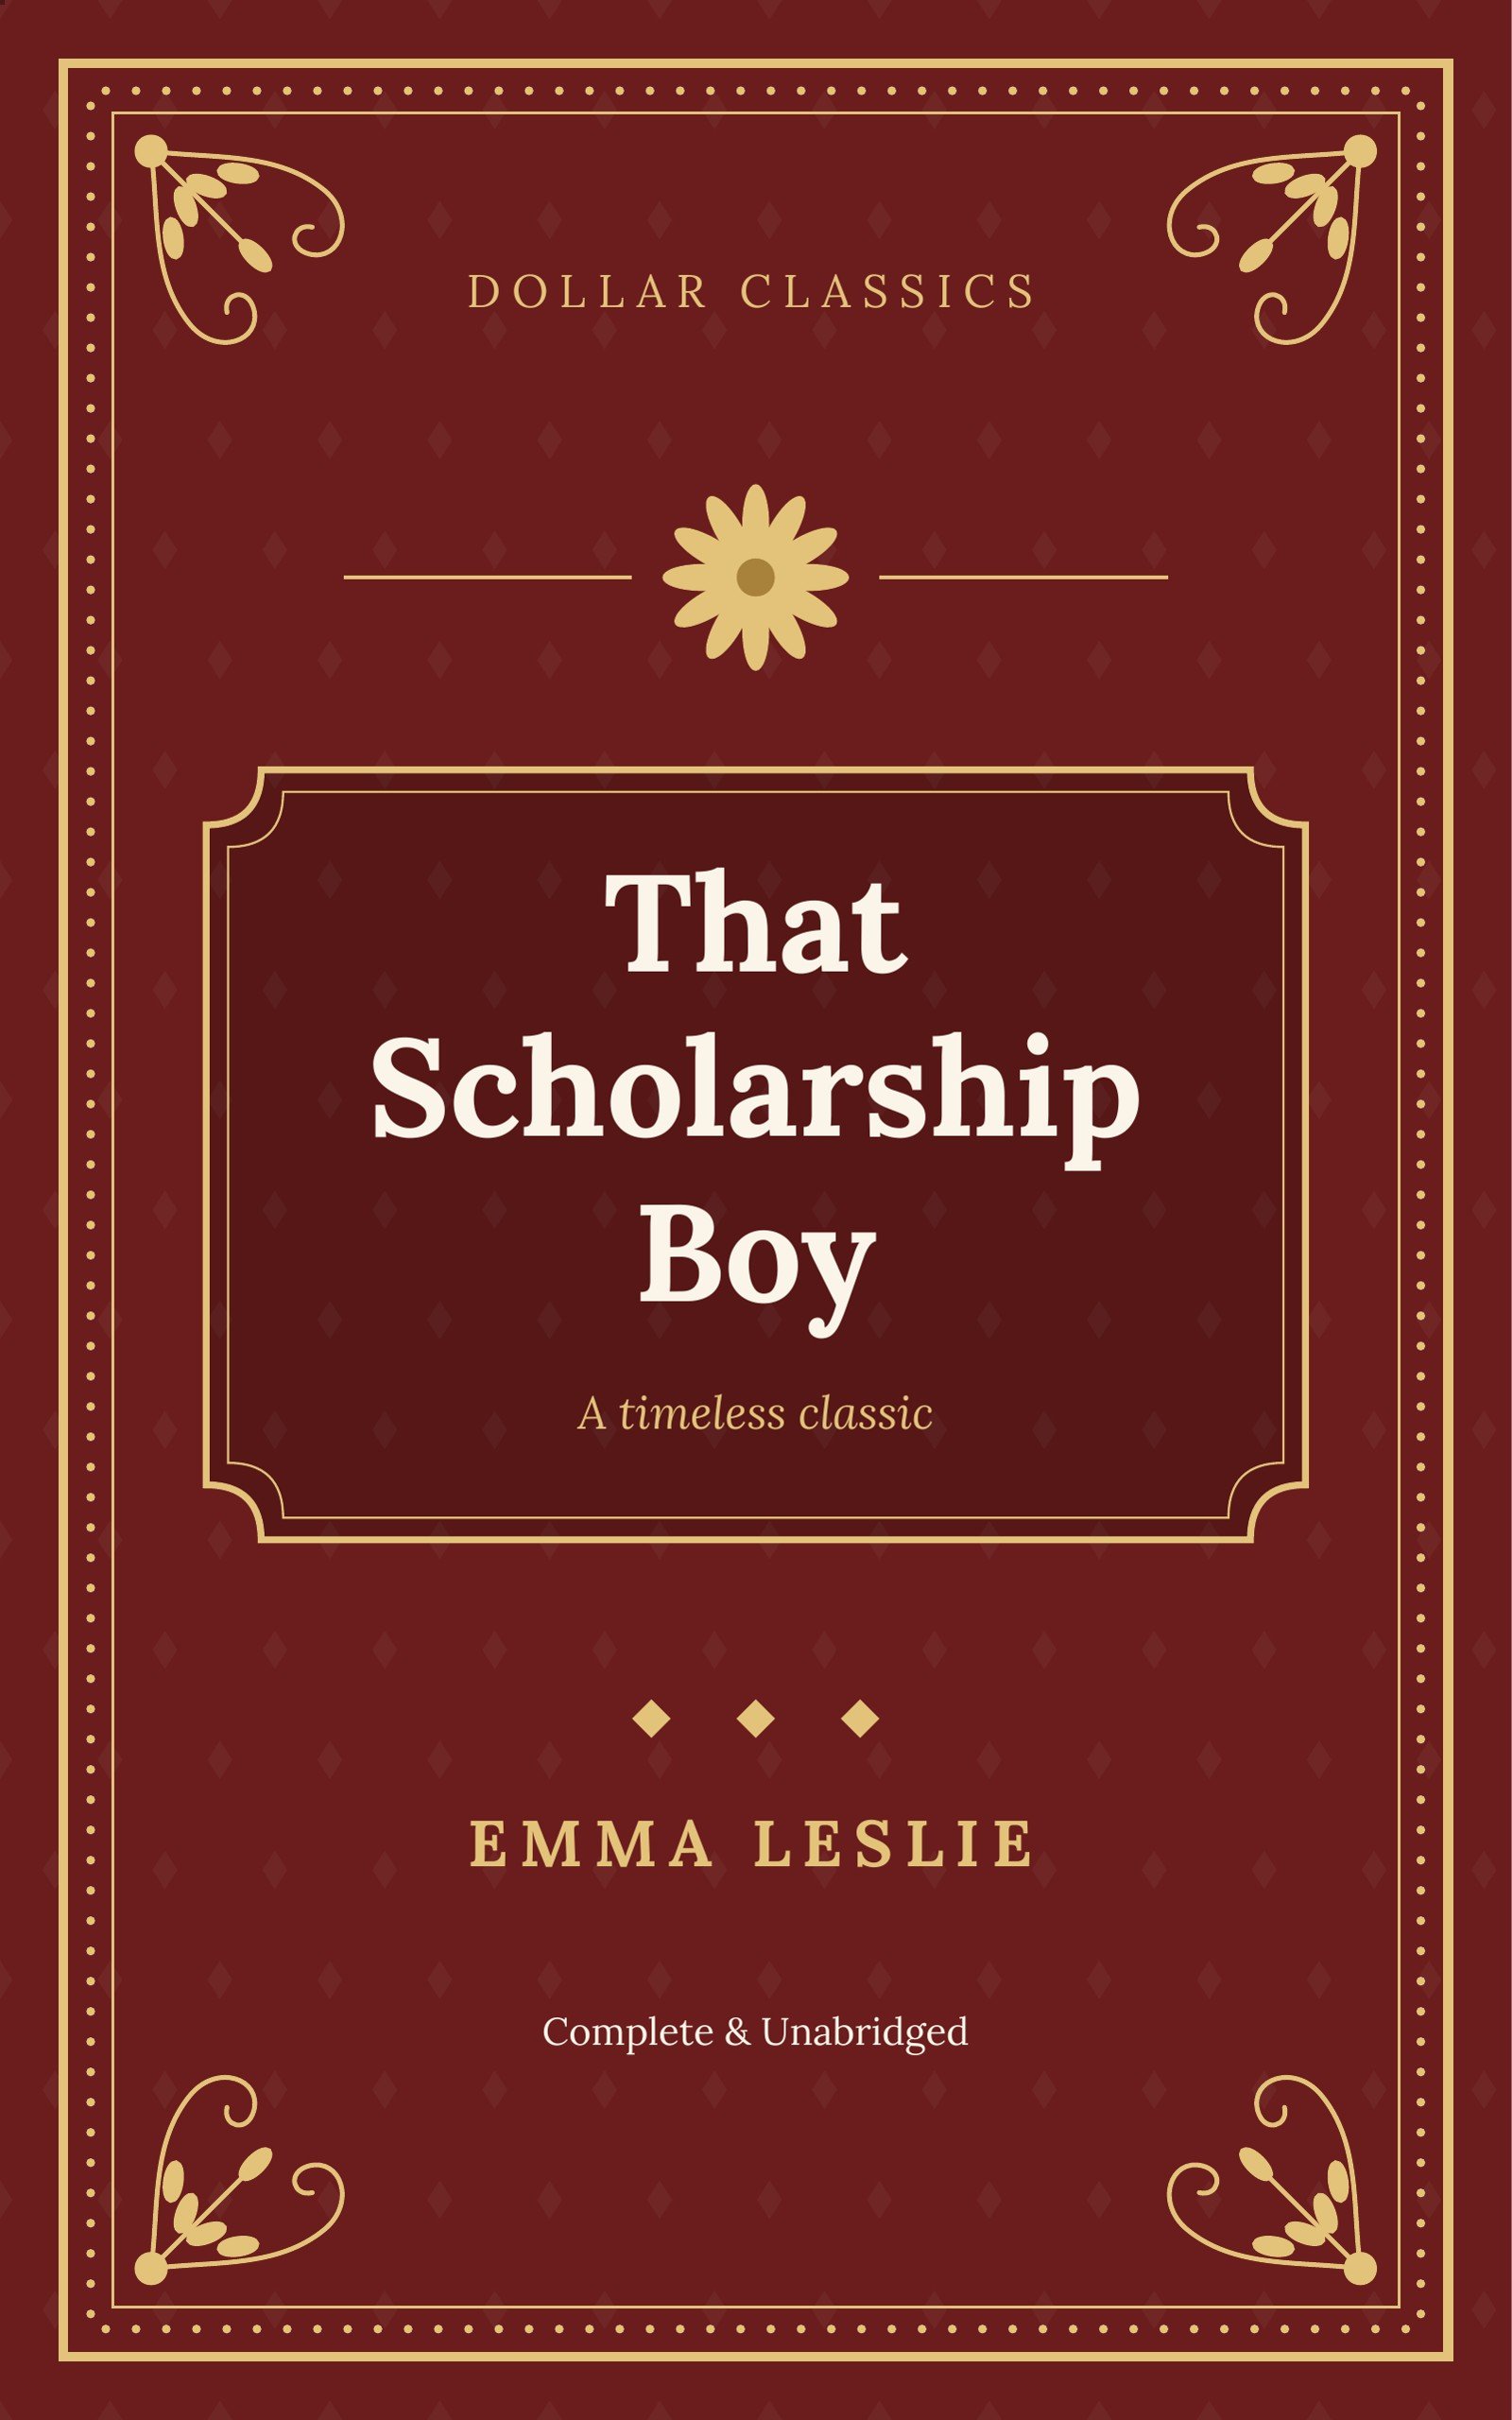 DOLLAR CLASSICS
That
Scholarship
Boy
A timeless classic
EMMA LESLIE
Complete & Unabridged